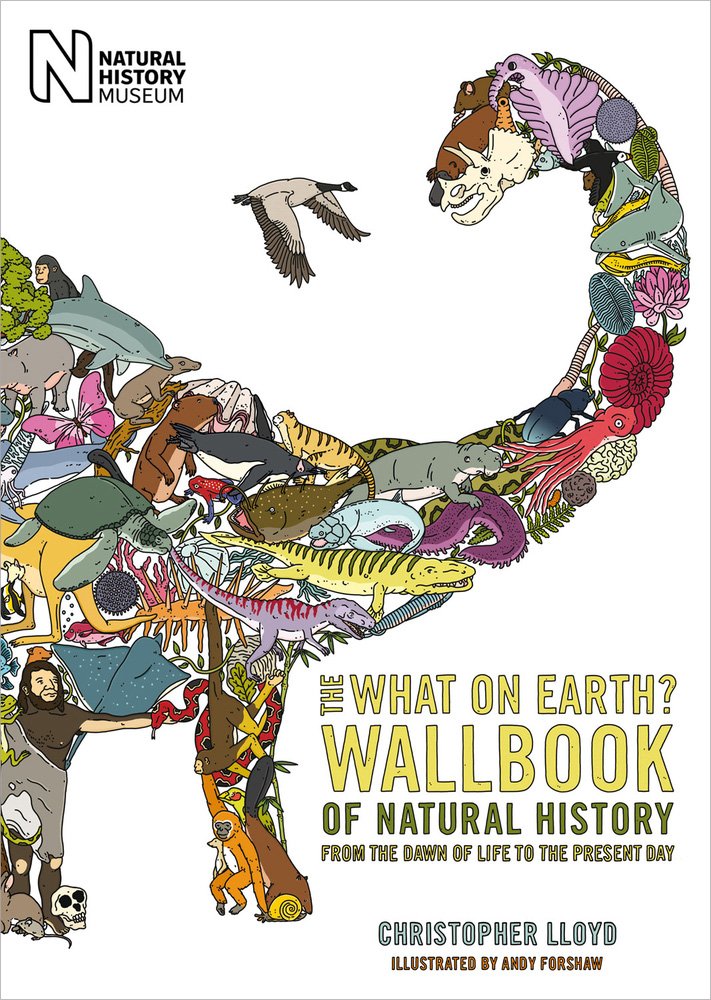 NATURAL
HISTORY
MUSEUM
THE WHAT ON EARTH?
WALLBOOK
OF NATURAL HISTORY
FROM THE DAWN OF LIFE TO THE PRESENT DAY
CHRISTOPHER LLOYD
ILLUSTRATED BY ANDY FORSHAW